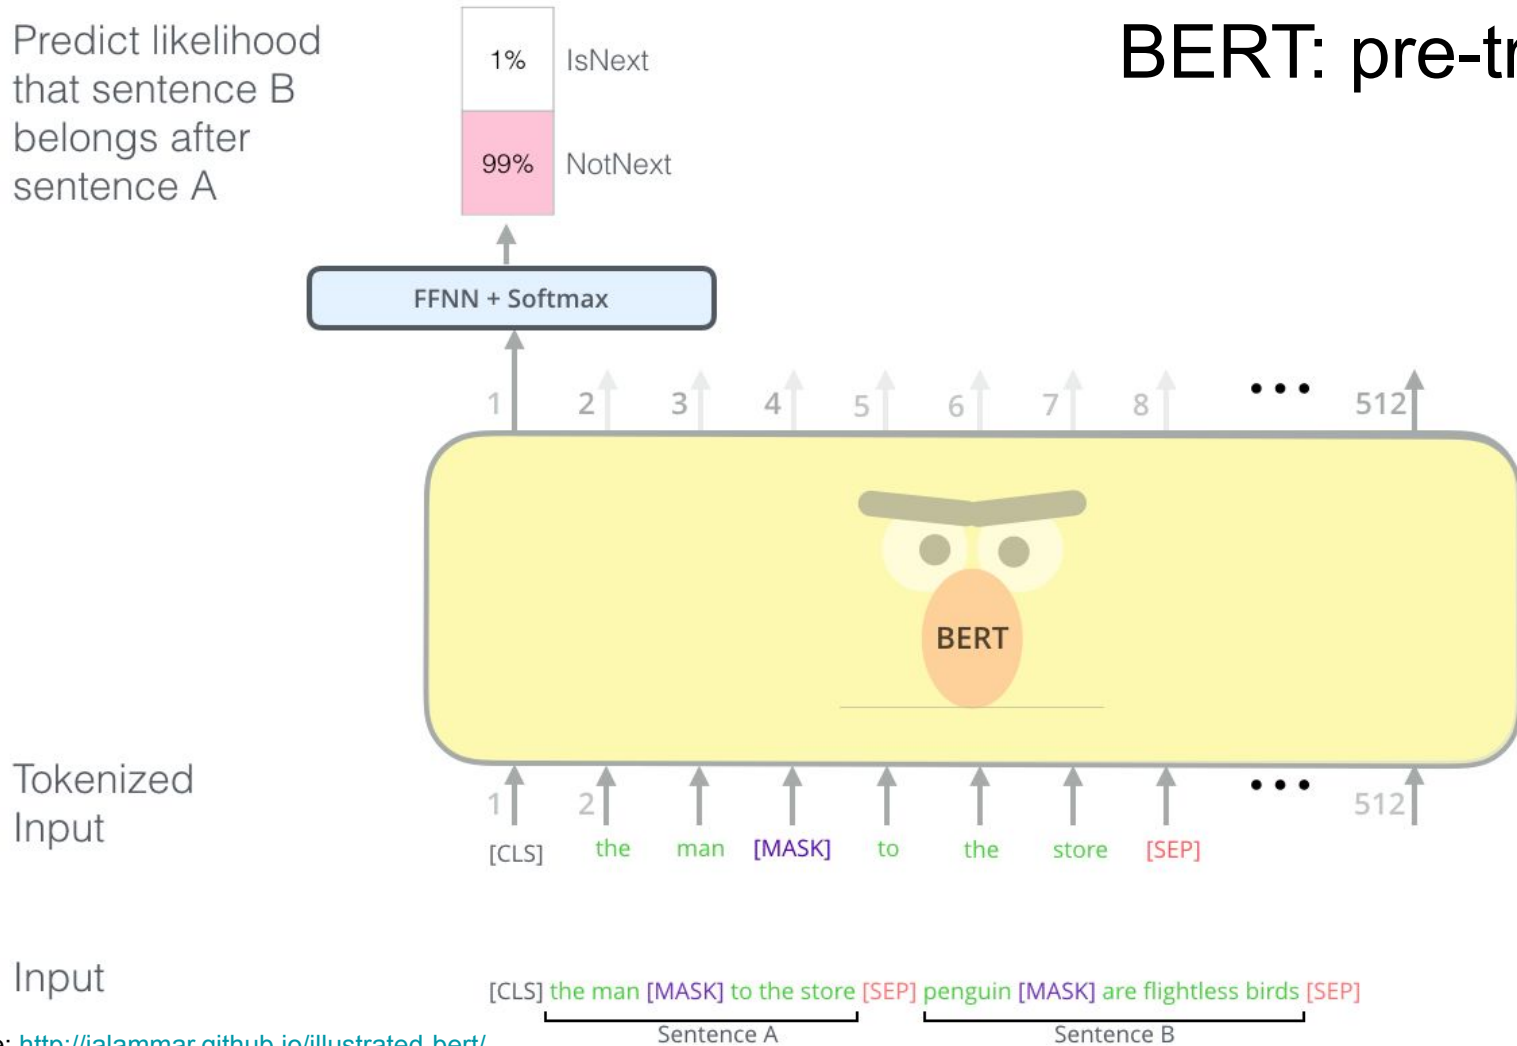 BERT: pre-tr
Predict likelihood
that sentence B
belongs after
sentence A
1% IsNext
99% NotNext
FFNN + Softmax
1 2 3 4 5 6 7 8 ••• 512
BERT
Tokenized
Input
1 2 ••• 512
[CLS] the man [MASK] to the store [SEP]
Input
[CLS] the man [MASK] to the store [SEP] penguin [MASK] are flightless birds [SEP]
Sentence A Sentence B
e: http://jalammar.github.io/illustrated-bert/